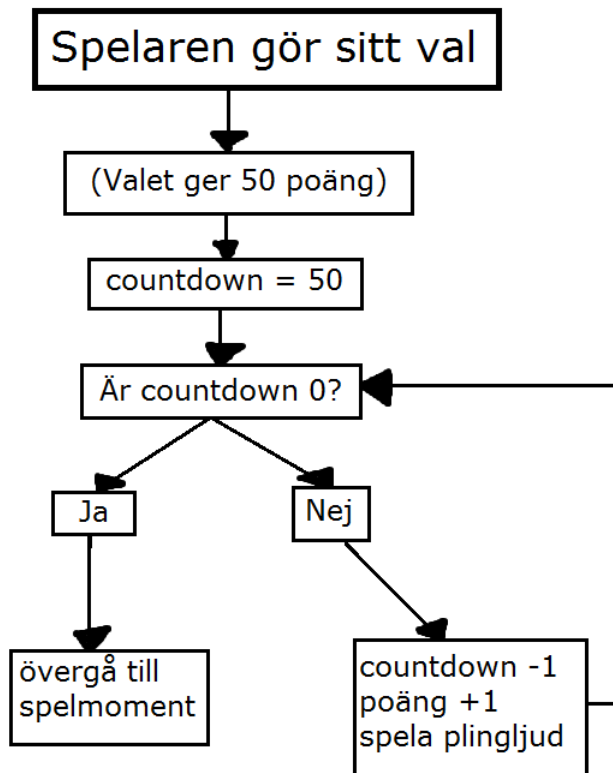 Spelaren gör sitt val
(Valet ger 50 poäng)
countdown = 50
Är countdown 0?
Ja
Nej
övergå till
spelmoment
countdown -1
poäng +1
spela plingljud